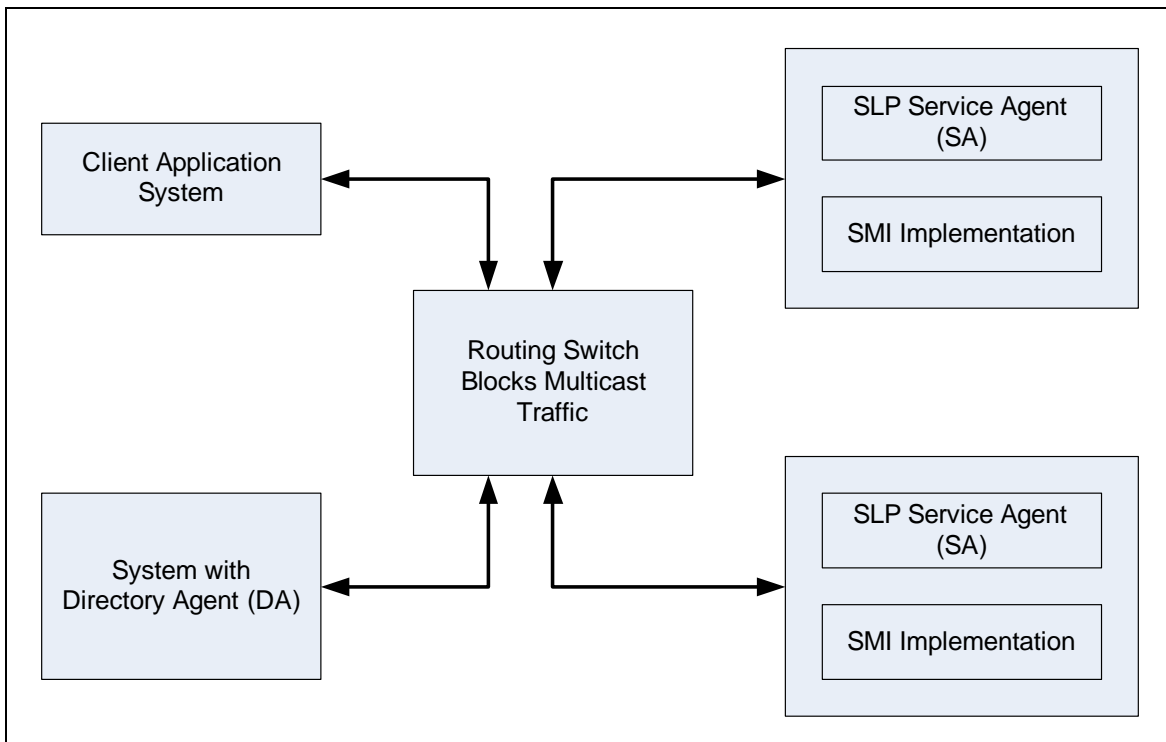 Client Application
System
SLP Service Agent
(SA)
SMI Implementation
Routing Switch
Blocks Multicast
Traffic
System with
Directory Agent (DA)
SLP Service Agent
(SA)
SMI Implementation